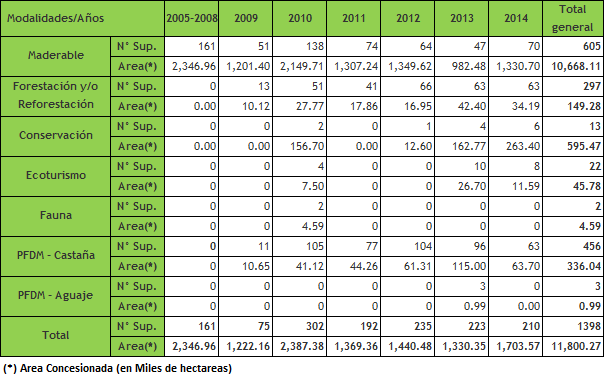 Modalidades/Años 2005-2008 2009 2010 2011 2012 2013 2014 Total general
Maderable N° Sup. 161 51 138 74 64 47 70 605
Area(*) 2,346.96 1,201.40 2,149.71 1,307.24 1,349.62 982.48 1,330.70 10,668.11
Forestación y/o Reforestación N° Sup. 0 13 51 41 66 63 63 297
Area(*) 0.00 10.12 27.77 17.86 16.95 42.40 34.19 149.28
Conservación N° Sup. 0 0 2 0 1 4 6 13
Area(*) 0.00 0.00 156.70 0.00 12.60 162.77 263.40 595.47
Ecoturismo N° Sup. 0 0 4 0 0 10 8 22
Area(*) 0 0 7.50 0 0 26.70 11.59 45.78
Fauna N° Sup. 0 0 2 0 0 0 0 2
Area(*) 0 0 4.59 0 0 0 0 4.59
PFDM - Castaña N° Sup. 0 11 105 77 104 96 63 456
Area(*) 0 10.65 41.12 44.26 61.31 115.00 63.70 336.04
PFDM - Aguaje N° Sup. 0 0 0 0 0 3 0 3
Area(*) 0 0 0 0 0 0.99 0.00 0.99
Total N° Sup. 161 75 302 192 235 223 210 1398
Area(*) 2,346.96 1,222.16 2,387.38 1,369.36 1,440.48 1,330.35 1,703.57 11,800.27
(*) Area Concesionada (en Miles de hectareas)